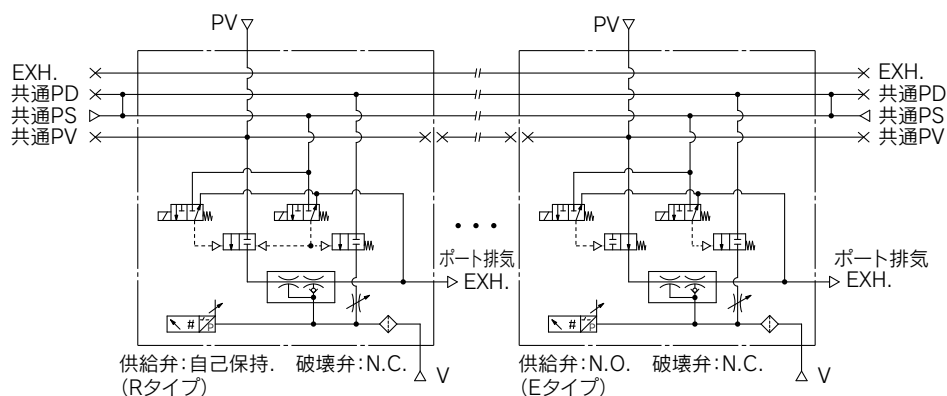 PV
PV
EXH.
共通PD
共通PS
共通PV
EXH.
共通PD
共通PS
共通PV
•••
ポート排気
EXH.
ポート排気
EXH.
# P
# P
供給弁:自己保持.
(Rタイプ)
破壊弁:N.C.
V
供給弁:N.O.
(Eタイプ)
破壊弁:N.C.
V